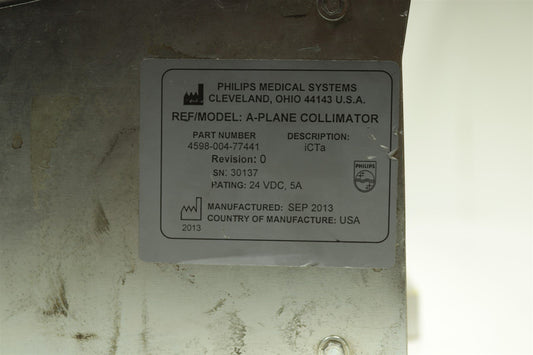 PHILIPS MEDICAL SYSTEMS
CLEVELAND, OHIO 44143 U.S.A.
REF/MODEL: A-PLANE COLLIMATOR
PART NUMBER DESCRIPTION:
4598-004-77441 iCTa
Revision: 0
SN: 30137
PHILIPS
RATING: 24 VDC, 5A
MANUFACTURED: SEP 2013
COUNTRY OF MANUFACTURE: USA
2013